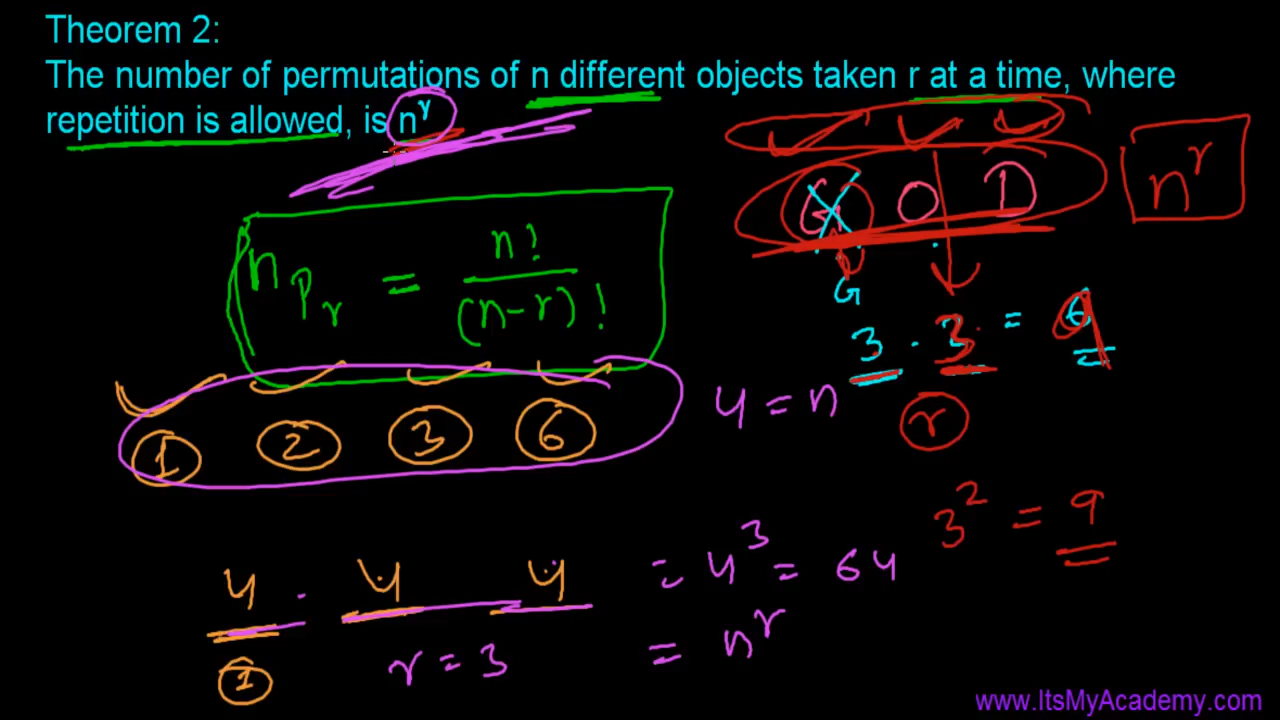 Theorem 2:
The number of permutations of n different objects taken r at a time, where
repetition is allowed, is nʳ
G O D
nʳ
G
nPr = n! / (n-r)!
3 . 3 = 9
r
4 = n
1 2 3 6
3² = 9
4 . 4 4 = 4³ = 64
1 r = 3 = nʳ
www.ItsMyAcademy.com